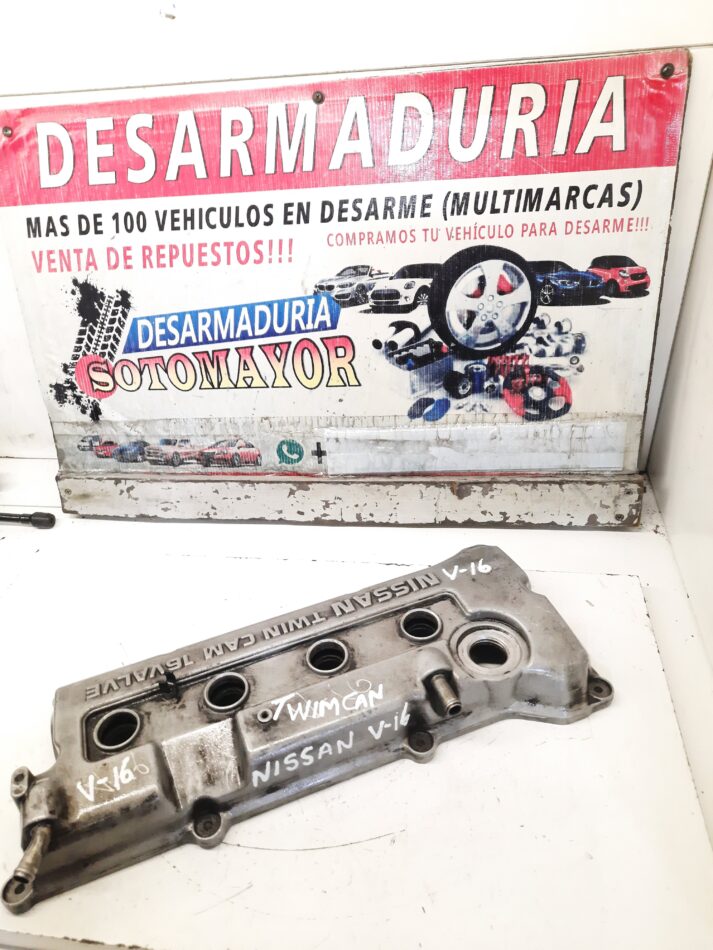 DESARMADURIA
MAS DE 100 VEHICULOS EN DESARME (MULTIMARCAS)
VENTA DE REPUESTOS!!!
COMPRAMOS TU VEHÍCULO PARA DESARME!!!
DESARMADURIA
SOTOMAYOR
+
V-16
NISSAN TWIN CAM 16VALVE
TWIMCAN
NISSAN V-16
V-16